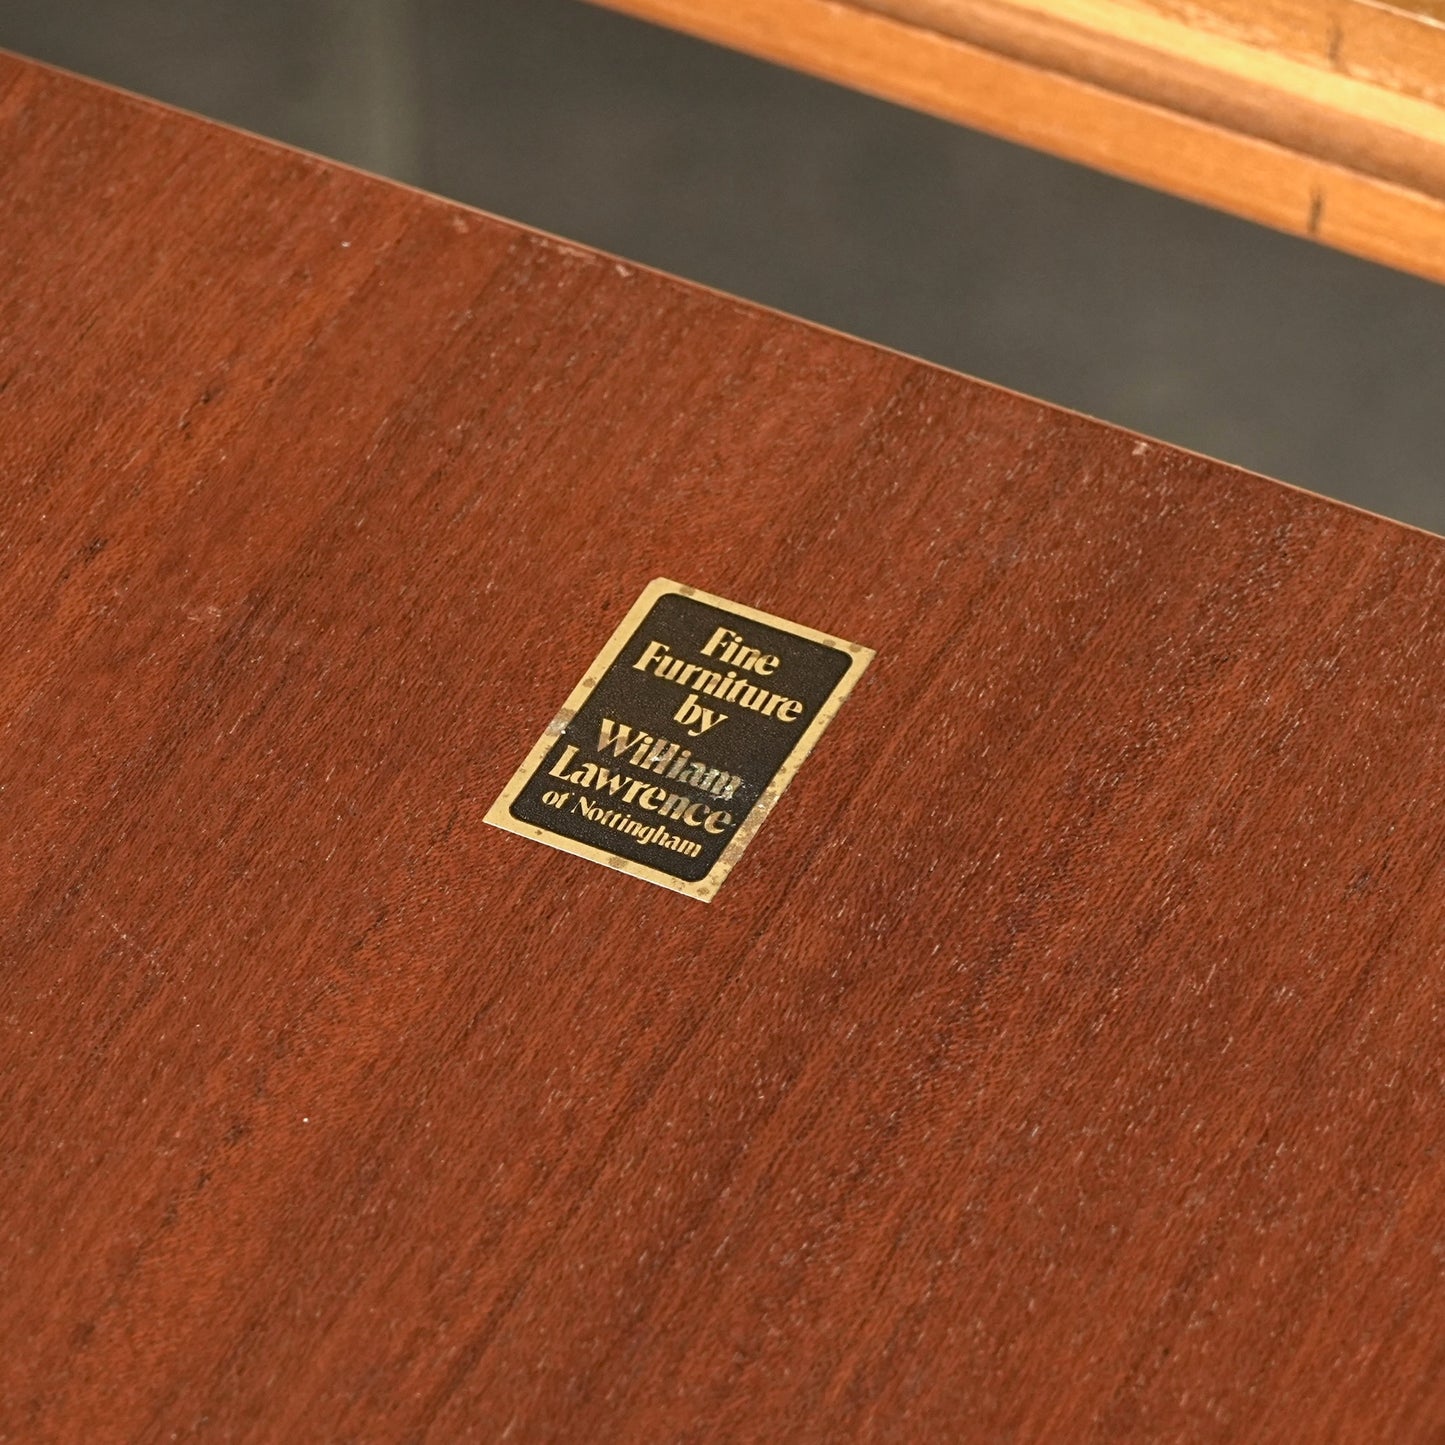 Fine
Furniture
by
William
Lawrence
of Nottingham